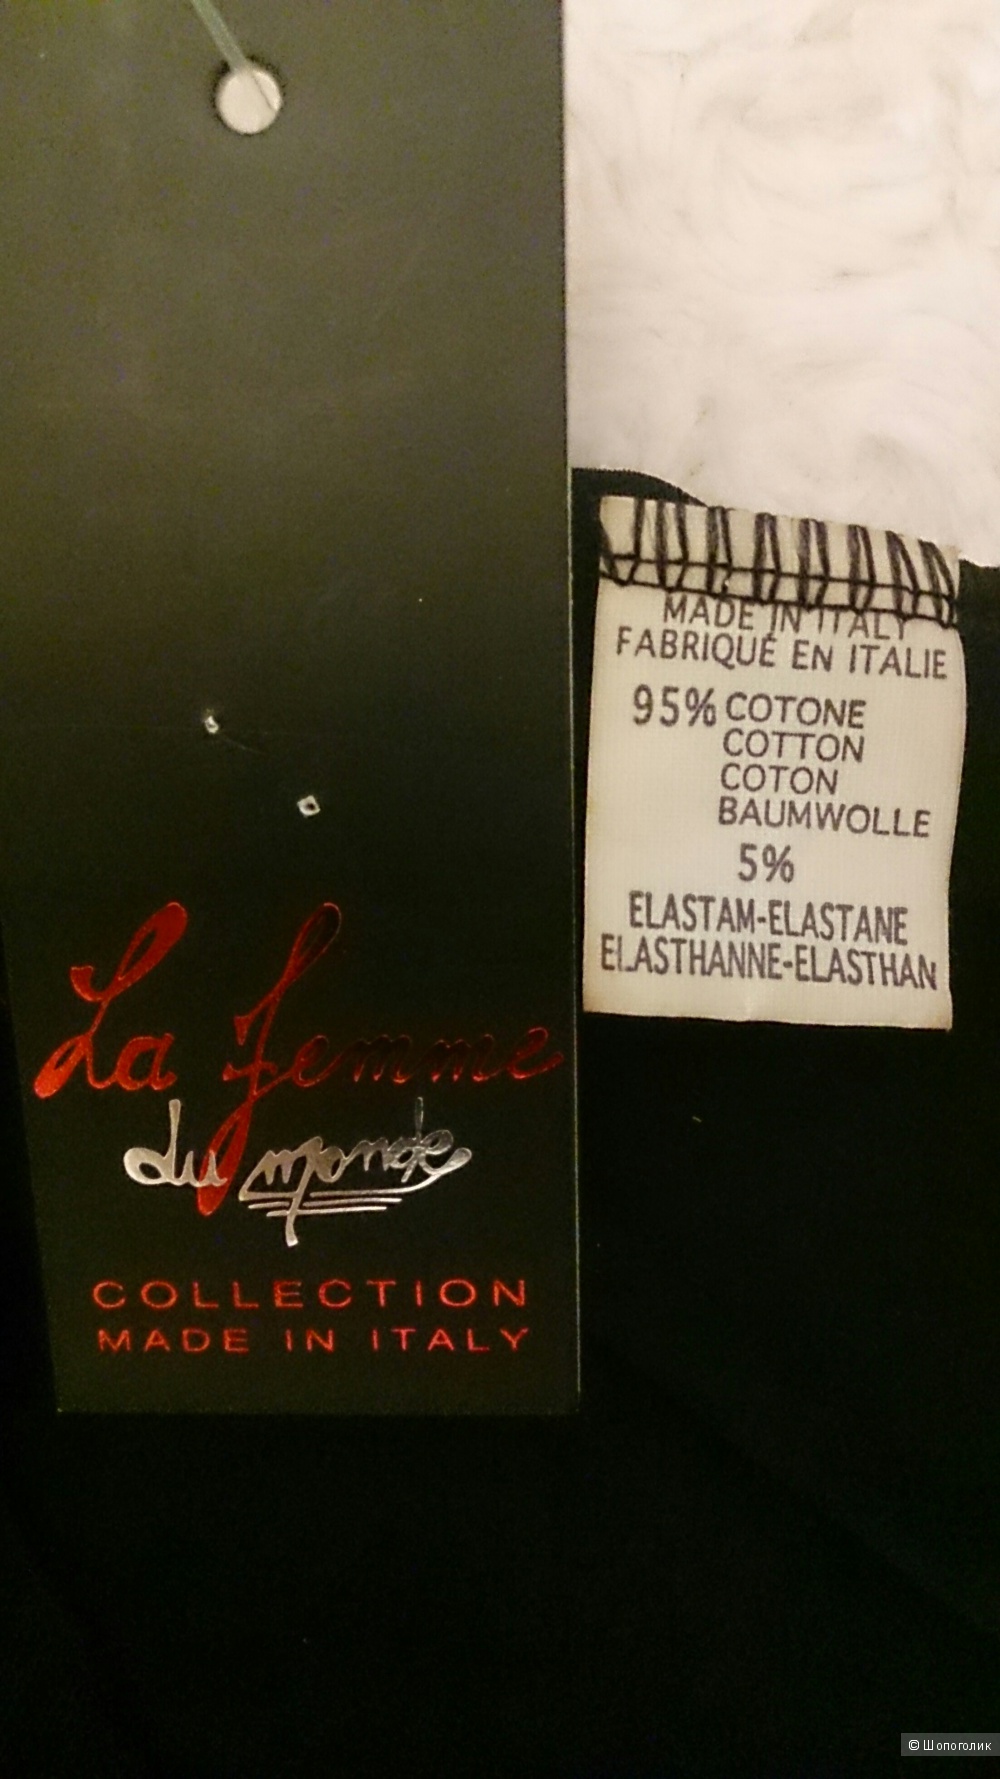 La femme
du monde
COLLECTION
MADE IN ITALY
MADE IN ITALY
FABRIQUÉ EN ITALIE
95% COTONE
COTTON
COTON
BAUMWOLLE
5%
ELASTAM-ELASTANE
ELASTHANNE-ELASTHAN
© Шопоголик